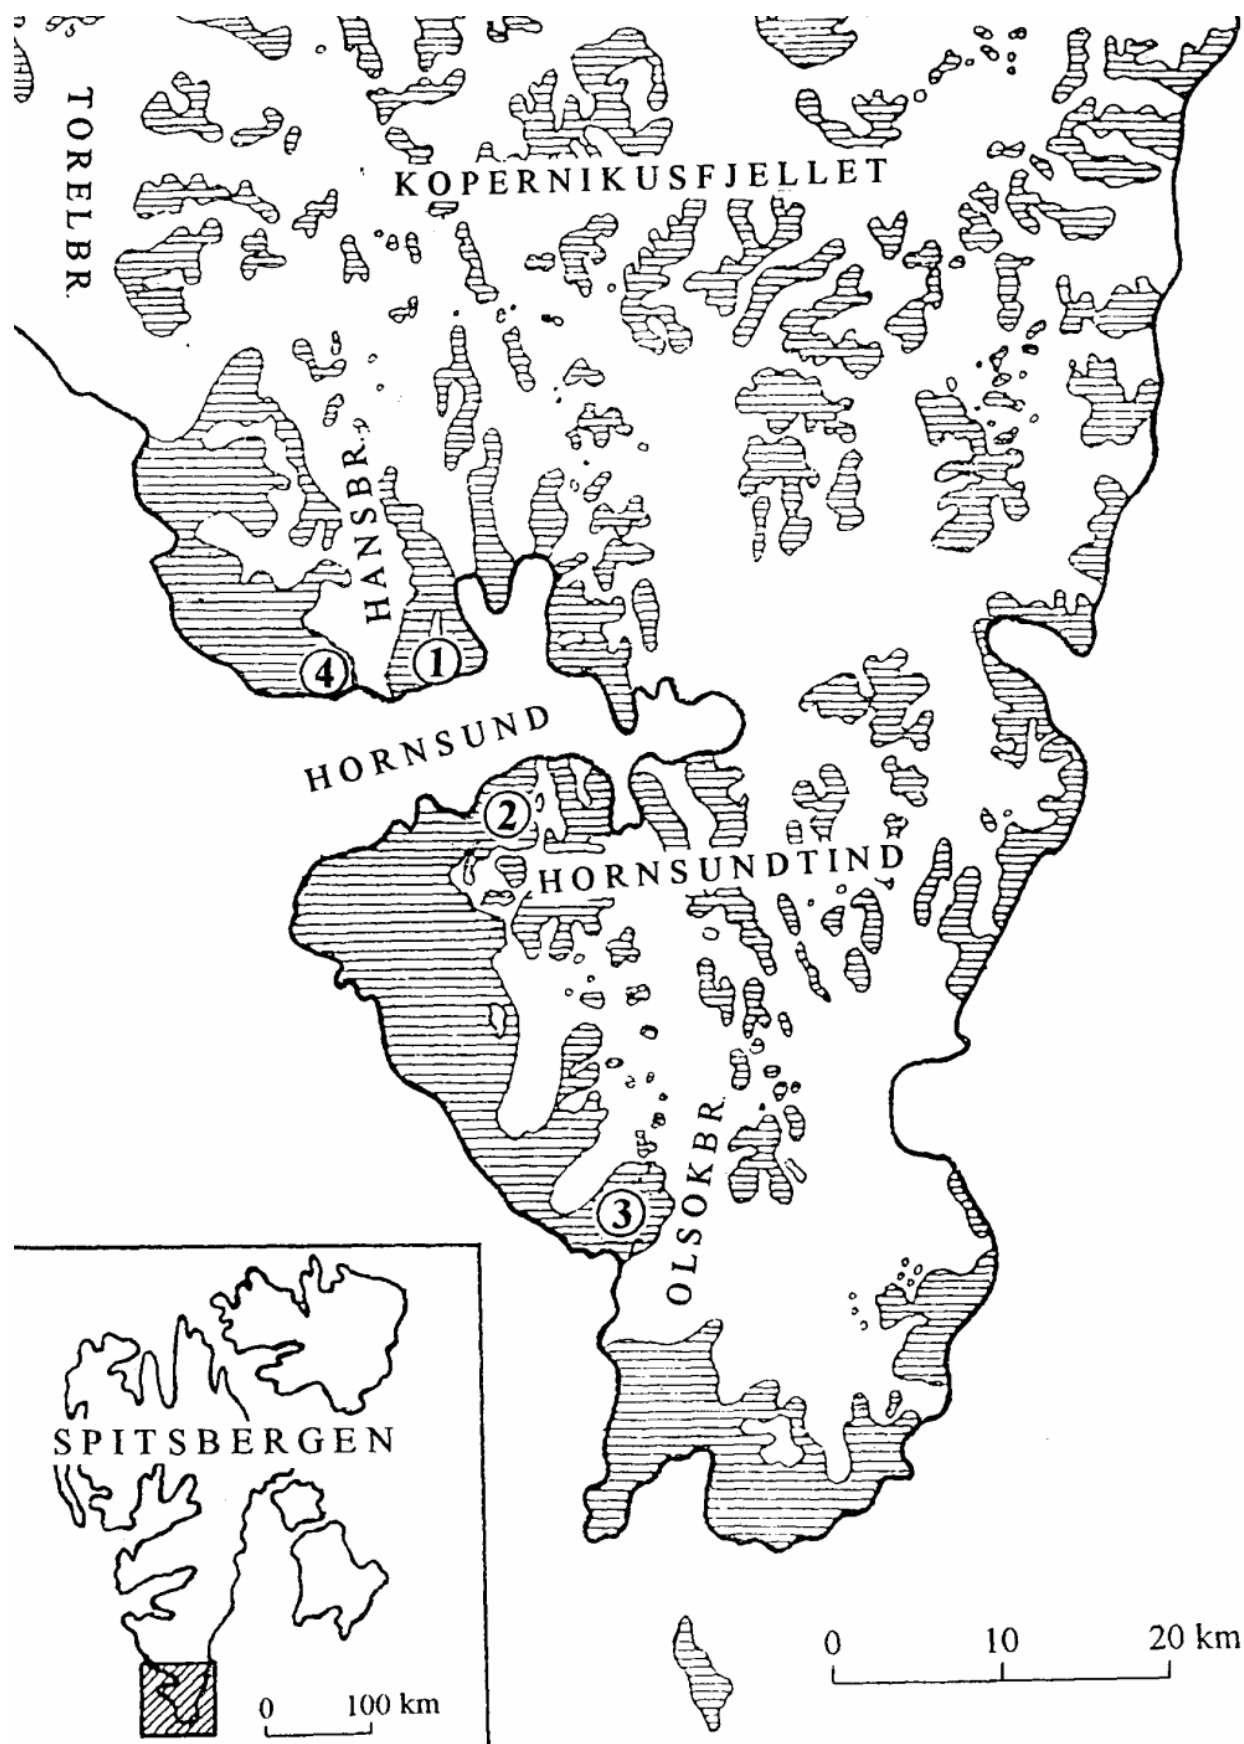 TORELBR.
KOPERNIKUSFJELLET
HANSBR.
4
1
HORNSUND
2
HORNSUNDTIND
OLSOKBR.
3
SPITSBERGEN
0 100 km
0 10 20 km